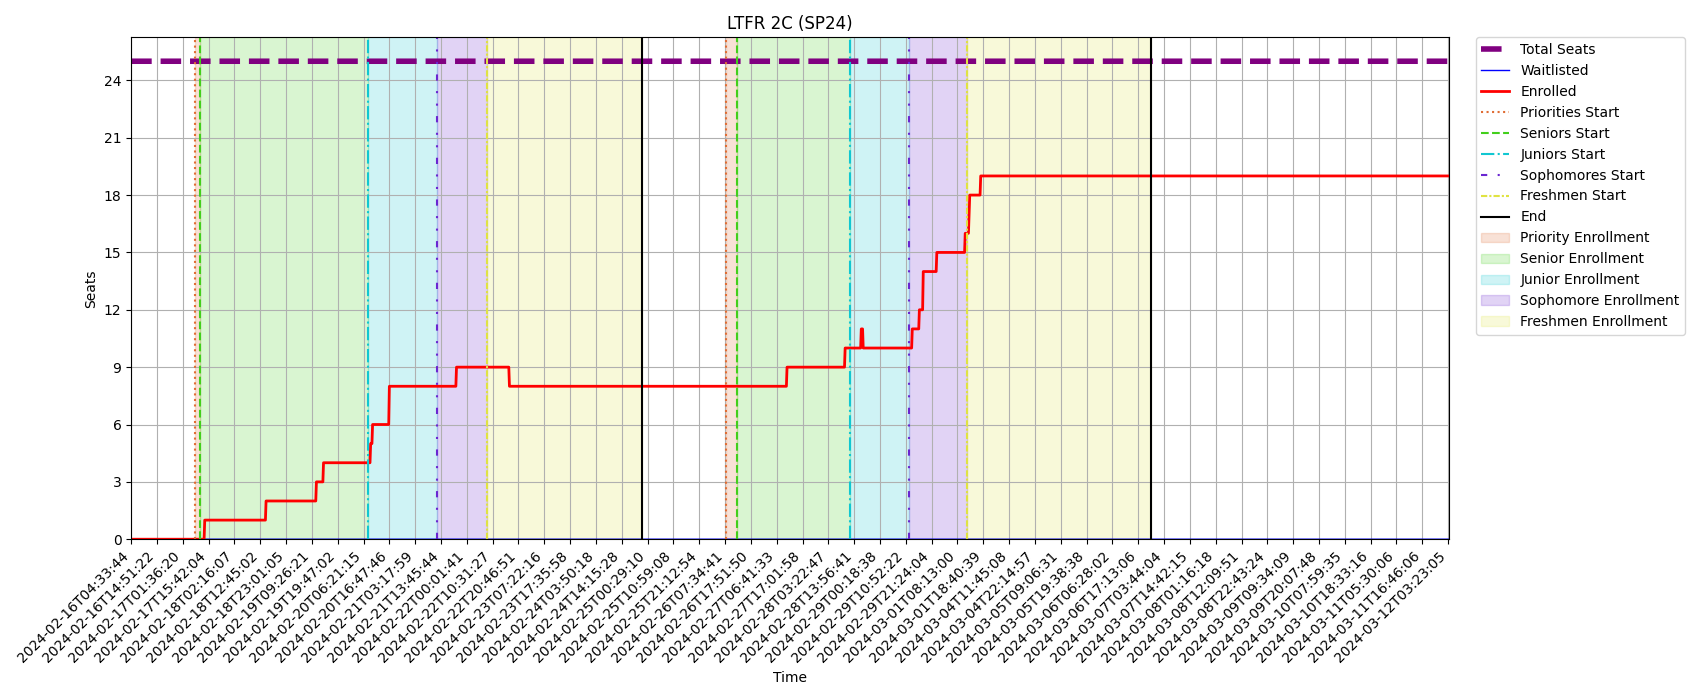 LTFR 2C (SP24)
Total Seats
Waitlisted
Enrolled
Priorities Start
Seniors Start
Juniors Start
Sophomores Start
Freshmen Start
End
Priority Enrollment
Senior Enrollment
Junior Enrollment
Sophomore Enrollment
Freshmen Enrollment
Seats
24
21
18
15
12
9
6
3
0
2024-02-16T04:33:44
2024-02-16T14:51:22
2024-02-17T01:36:20
2024-02-17T15:42:04
2024-02-18T02:16:07
2024-02-18T12:45:02
2024-02-18T23:01:05
2024-02-19T09:26:21
2024-02-19T19:47:02
2024-02-20T06:21:15
2024-02-20T16:47:46
2024-02-21T03:17:59
2024-02-21T13:45:44
2024-02-22T00:01:41
2024-02-22T10:31:27
2024-02-22T20:46:51
2024-02-23T07:22:16
2024-02-23T17:35:58
2024-02-24T03:50:18
2024-02-24T14:15:28
2024-02-25T00:29:10
2024-02-25T10:59:08
2024-02-25T21:12:54
2024-02-26T07:34:41
2024-02-26T17:51:50
2024-02-27T06:41:33
2024-02-27T17:01:58
2024-02-28T03:22:47
2024-02-28T13:56:41
2024-02-29T00:18:38
2024-02-29T10:52:22
2024-02-29T21:24:04
2024-03-01T08:13:00
2024-03-01T18:40:39
2024-03-04T11:45:08
2024-03-04T22:14:57
2024-03-05T09:06:31
2024-03-05T19:38:38
2024-03-06T06:28:02
2024-03-06T17:13:06
2024-03-07T03:44:04
2024-03-07T14:42:15
2024-03-08T01:16:18
2024-03-08T12:09:51
2024-03-08T22:43:24
2024-03-09T09:34:09
2024-03-09T20:07:48
2024-03-10T07:59:35
2024-03-10T18:33:16
2024-03-11T05:30:06
2024-03-11T16:46:06
2024-03-12T03:23:05
Time